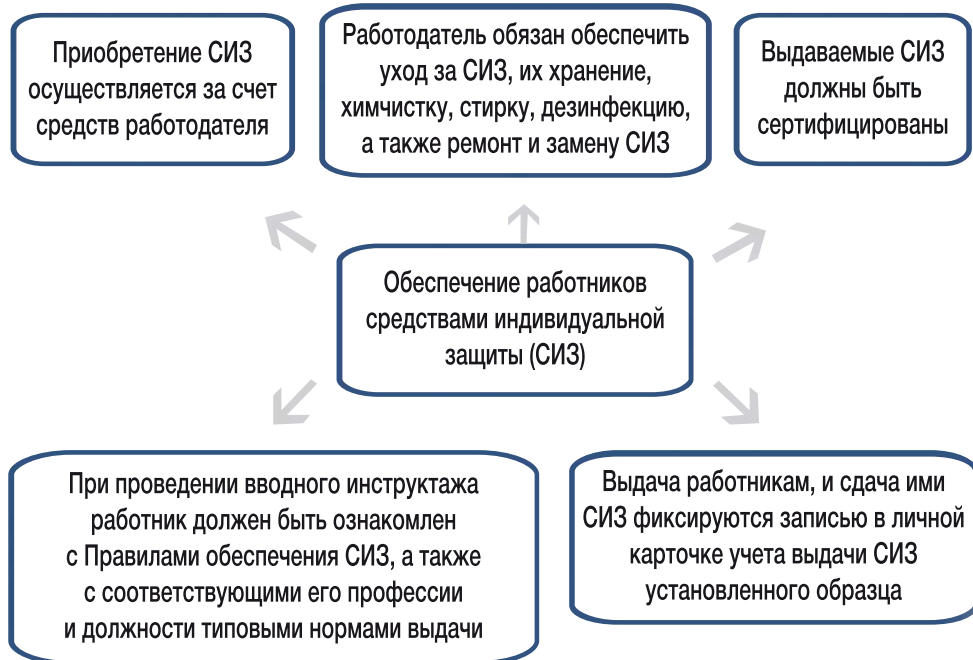 Приобретение СИЗ
осуществляется за счет
средств работодателя
Работодатель обязан обеспечить
уход за СИЗ, их хранение,
химчистку, стирку, дезинфекцию,
а также ремонт и замену СИЗ
Выдаваемые СИЗ
должны быть
сертифицированы
Обеспечение работников
средствами индивидуальной
защиты (СИЗ)
При проведении вводного инструктажа
работник должен быть ознакомлен
с Правилами обеспечения СИЗ, а также
с соответствующими его профессии
и должности типовыми нормами выдачи
Выдача работникам, и сдача ими
СИЗ фиксируются записью в личной
карточке учета выдачи СИЗ
установленного образца